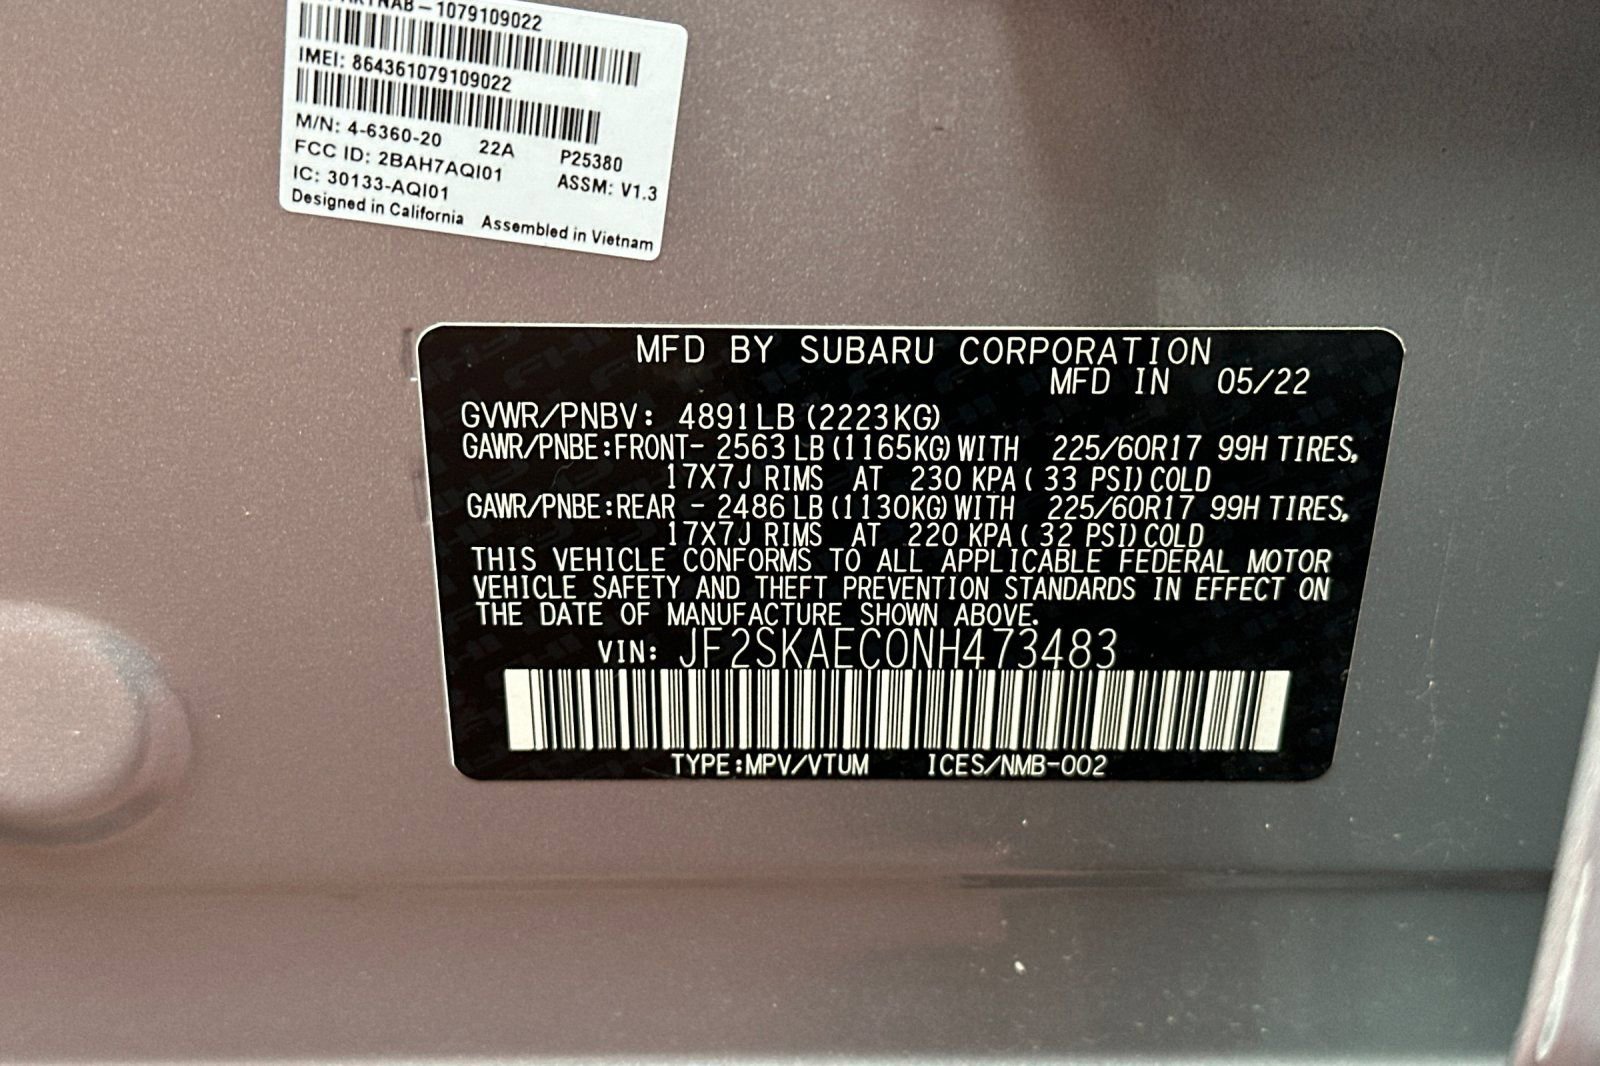 1079109022
IMEI: 864361079109022
M/N: 4-6360-20 22A P25380
FCC ID: 2BAH7AQI01
IC: 30133-AQI01 ASSM: V1.3
Designed in California Assembled in Vietnam
MFD BY SUBARU CORPORATION
MFD IN 05/22
GVWR/PNBV: 4891LB (2223KG)
GAWR/PNBE:FRONT- 2563 LB (1165KG) WITH 225/60R17 99H TIRES,
17X7J RIMS AT 230 KPA ( 33 PSI) COLD
GAWR/PNBE:REAR - 2486 LB (1130KG) WITH 225/60R17 99H TIRES,
17X7J RIMS AT 220 KPA ( 32 PSI) COLD
THIS VEHICLE CONFORMS TO ALL APPLICABLE FEDERAL MOTOR
VEHICLE SAFETY AND THEFT PREVENTION STANDARDS IN EFFECT ON
THE DATE OF MANUFACTURE SHOWN ABOVE.
VIN: JF2SKAEC0NH473483
TYPE:MPV/VTUM ICES/NMB-002